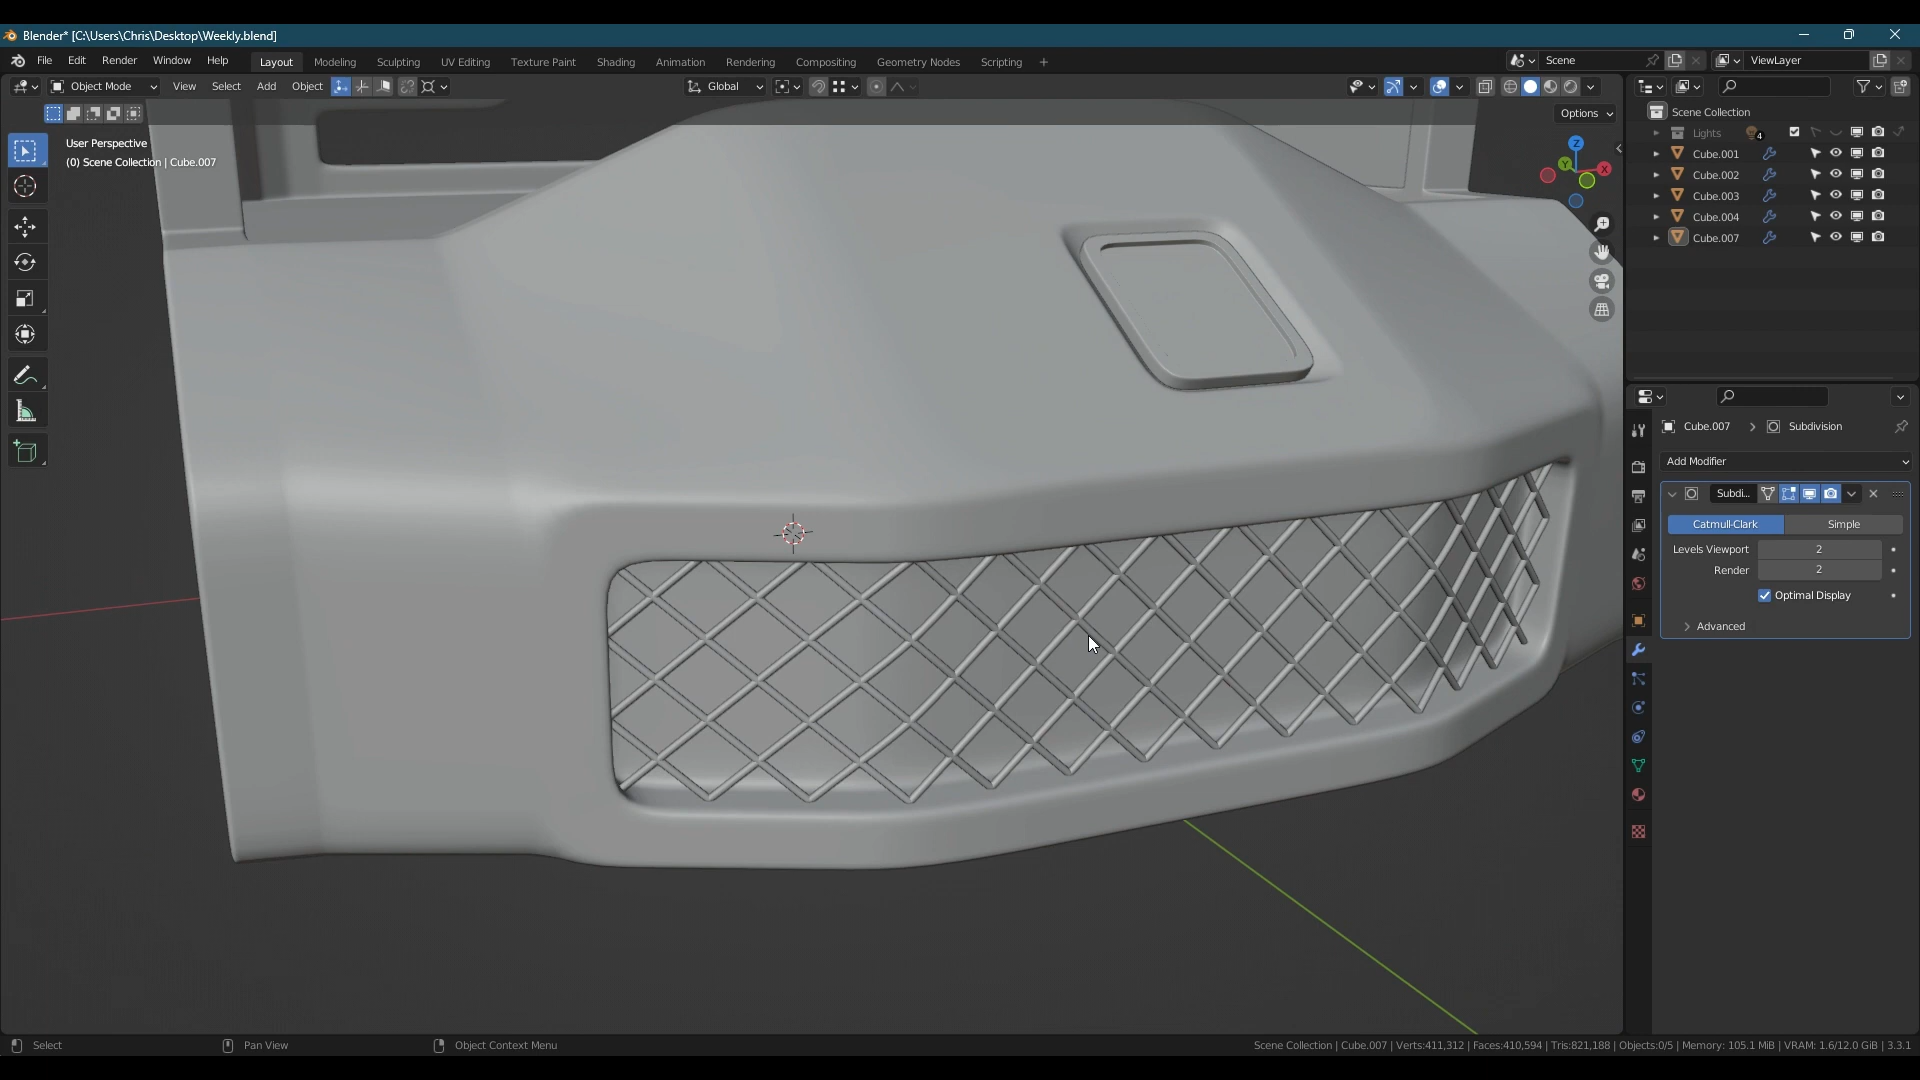 Blender* [C:\Users\Chris\Desktop\Weekly.blend]
File Edit Render Window Help Layout Modeling Sculpting UV Editing Texture Paint Shading Animation Rendering Compositing Geometry Nodes Scripting + Scene ViewLayer
Object Mode View Select Add Object Global
Options
User Perspective
(0) Scene Collection | Cube.007
Z
Y
X
Scene Collection
Lights 4
Cube.001
Cube.002
Cube.003
Cube.004
Cube.007
Cube.007 > Subdivision
Add Modifier
Subdi...
Catmull-Clark Simple
Levels Viewport 2
Render 2
Optimal Display
Advanced
Select Pan View Object Context Menu Scene Collection | Cube.007 | Verts:411,312 | Faces:410,594 | Tris:821,188 | Objects:0/5 | Memory: 105.1 MiB | VRAM: 1.6/12.0 GiB | 3.3.1